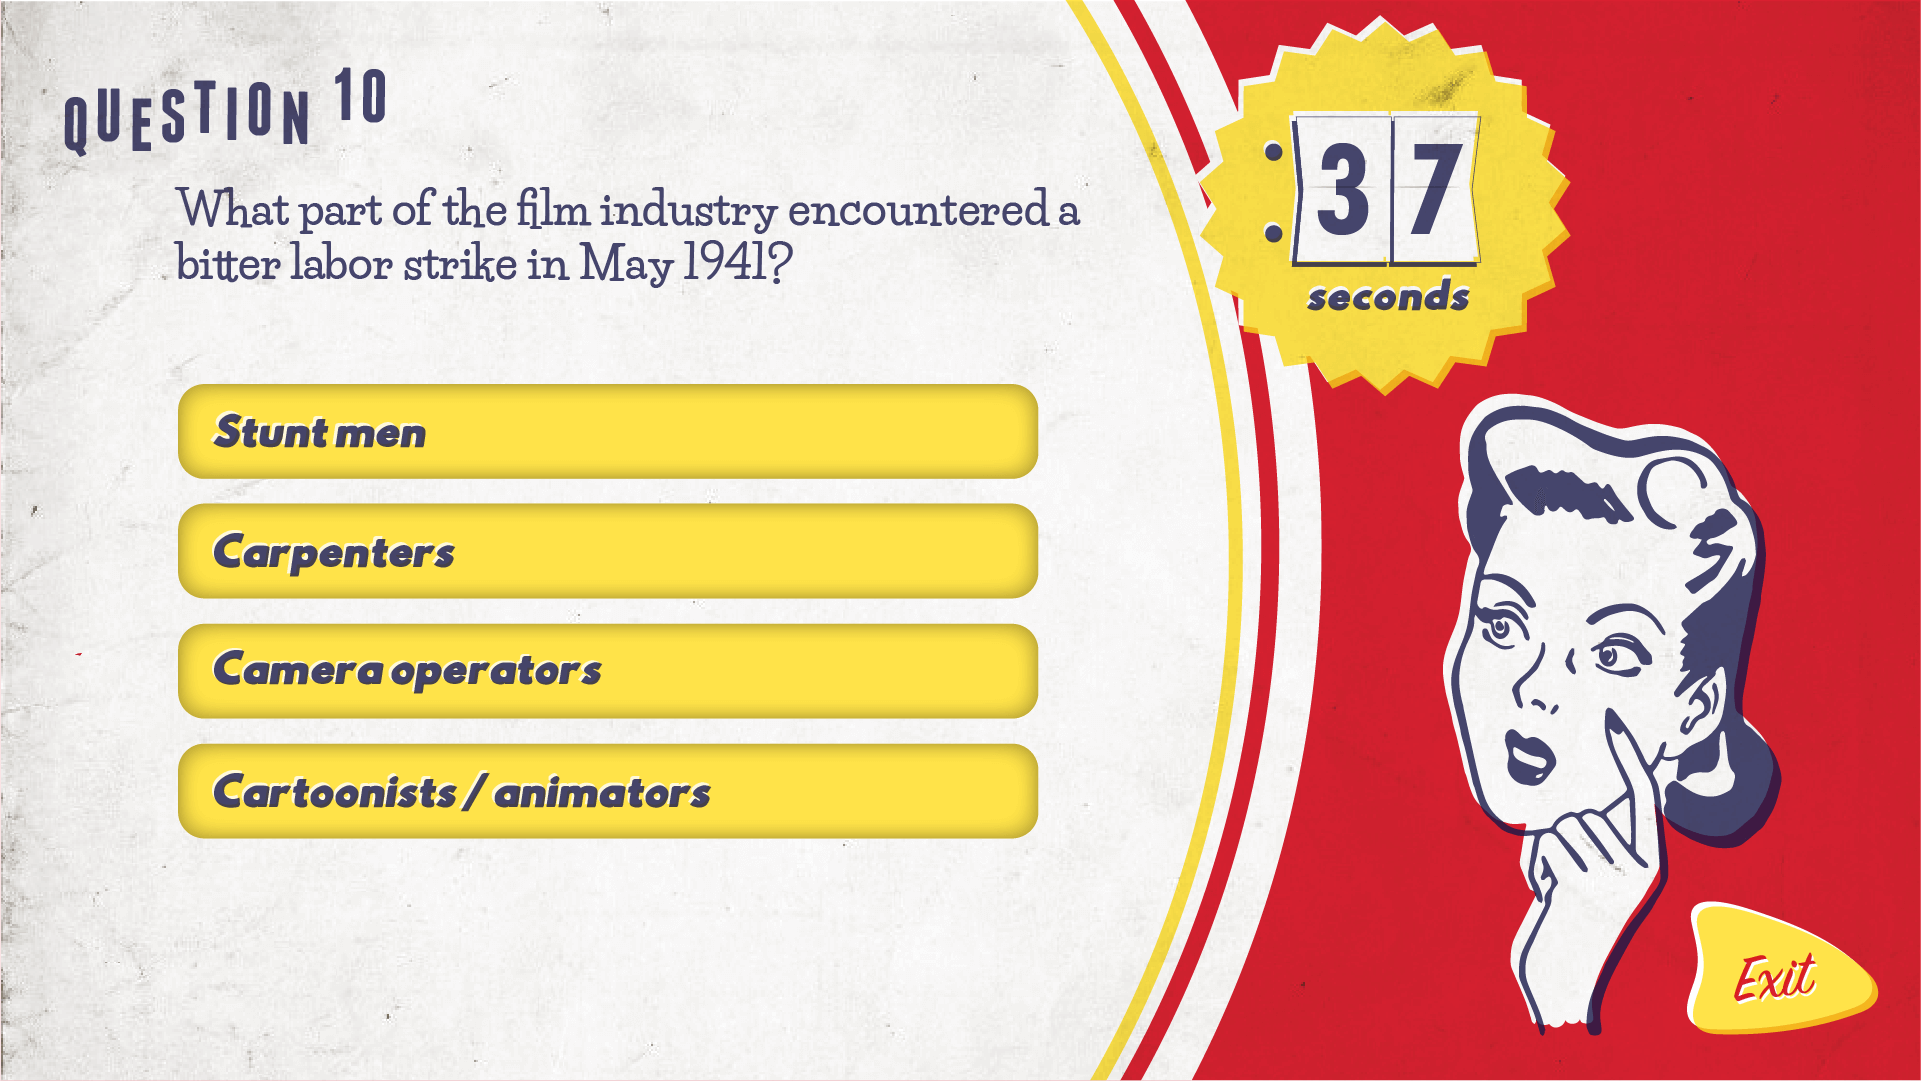 QUESTION 10
What part of the film industry encountered a
bitter labor strike in May 1941?
: 37
seconds
Stunt men
Carpenters
Camera operators
Cartoonists / animators
Exit